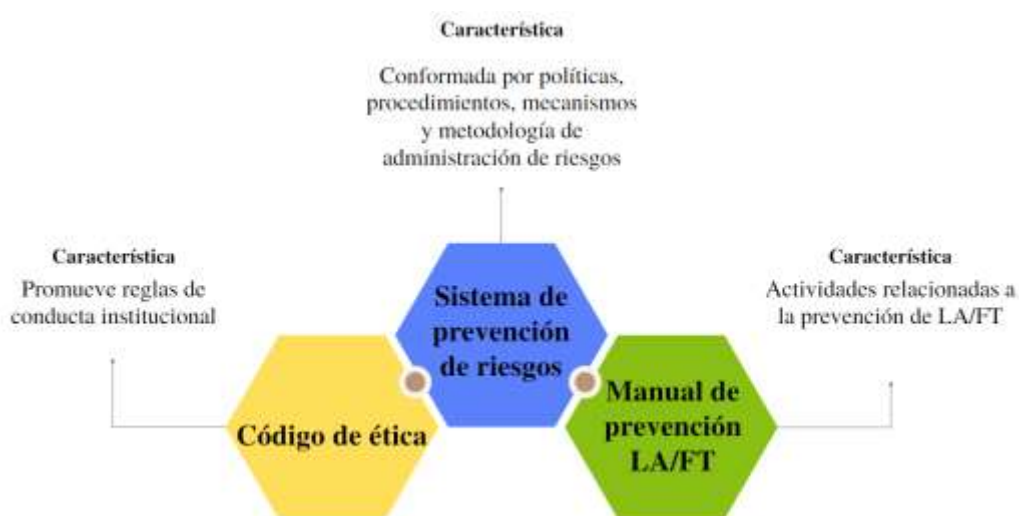 Característica
Conformada por políticas,
procedimientos, mecanismos
y metodología de
administración de riesgos
Característica
Promueve reglas de
conducta institucional
Característica
Actividades relacionadas a
la prevención de LA/FT
Sistema de
prevención
de riesgos
Código de ética
Manual de
prevención
LA/FT